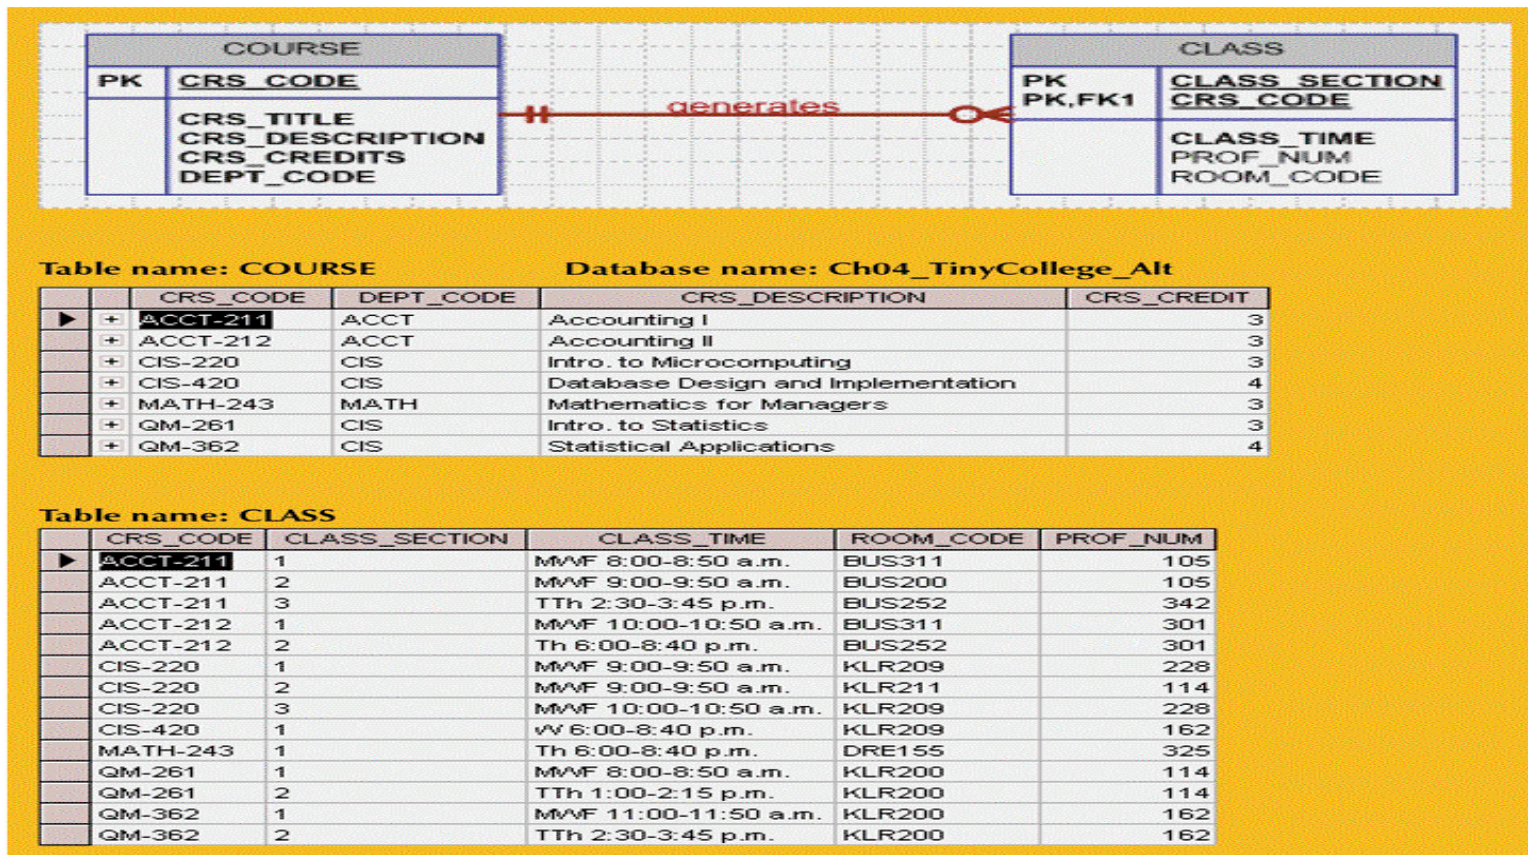 COURSE
PK CRS_CODE
CRS_TITLE
CRS_DESCRIPTION
CRS_CREDITS
DEPT_CODE
generates
CLASS
PK CLASS_SECTION
PK,FK1 CRS_CODE
CLASS_TIME
PROF_NUM
ROOM_CODE
Table name: COURSE Database name: Ch04_TinyCollege_Alt
CRS_CODE DEPT_CODE CRS_DESCRIPTION CRS_CREDIT
+ ACCT-211 ACCT Accounting I 3
+ ACCT-212 ACCT Accounting II 3
+ CIS-220 CIS Intro. to Microcomputing 3
+ CIS-420 CIS Database Design and Implementation 4
+ MATH-243 MATH Mathematics for Managers 3
+ QM-261 CIS Intro. to Statistics 3
+ QM-362 CIS Statistical Applications 4
Table name: CLASS
CRS_CODE CLASS_SECTION CLASS_TIME ROOM_CODE PROF_NUM
ACCT-211 1 MWF 8:00-8:50 a.m. BUS311 105
ACCT-211 2 MWF 9:00-9:50 a.m. BUS200 105
ACCT-211 3 TTh 2:30-3:45 p.m. BUS252 342
ACCT-212 1 MWF 10:00-10:50 a.m. BUS311 301
ACCT-212 2 Th 6:00-8:40 p.m. BUS252 301
CIS-220 1 MWF 9:00-9:50 a.m. KLR209 228
CIS-220 2 MWF 9:00-9:50 a.m. KLR211 114
CIS-220 3 MWF 10:00-10:50 a.m. KLR209 228
CIS-420 1 W 6:00-8:40 p.m. KLR209 162
MATH-243 1 Th 6:00-8:40 p.m. DRE155 325
QM-261 1 MWF 8:00-8:50 a.m. KLR200 114
QM-261 2 TTh 1:00-2:15 p.m. KLR200 114
QM-362 1 MWF 11:00-11:50 a.m. KLR200 162
QM-362 2 TTh 2:30-3:45 p.m. KLR200 162